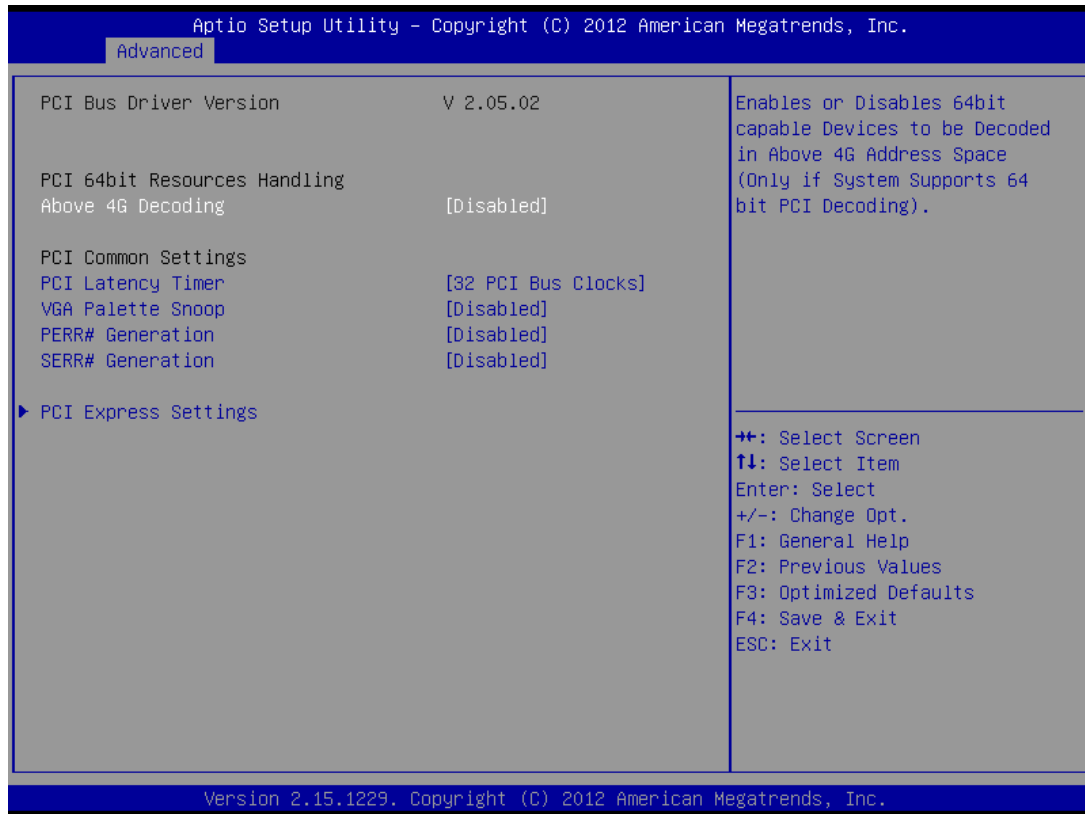 Aptio Setup Utility – Copyright (C) 2012 American Megatrends, Inc.
Advanced
PCI Bus Driver Version V 2.05.02
PCI 64bit Resources Handling
Above 4G Decoding [Disabled]
PCI Common Settings
PCI Latency Timer [32 PCI Bus Clocks]
VGA Palette Snoop [Disabled]
PERR# Generation [Disabled]
SERR# Generation [Disabled]
▶ PCI Express Settings
Enables or Disables 64bit
capable Devices to be Decoded
in Above 4G Address Space
(Only if System Supports 64
bit PCI Decoding).
→←: Select Screen
↑↓: Select Item
Enter: Select
+/-: Change Opt.
F1: General Help
F2: Previous Values
F3: Optimized Defaults
F4: Save & Exit
ESC: Exit
Version 2.15.1229. Copyright (C) 2012 American Megatrends, Inc.